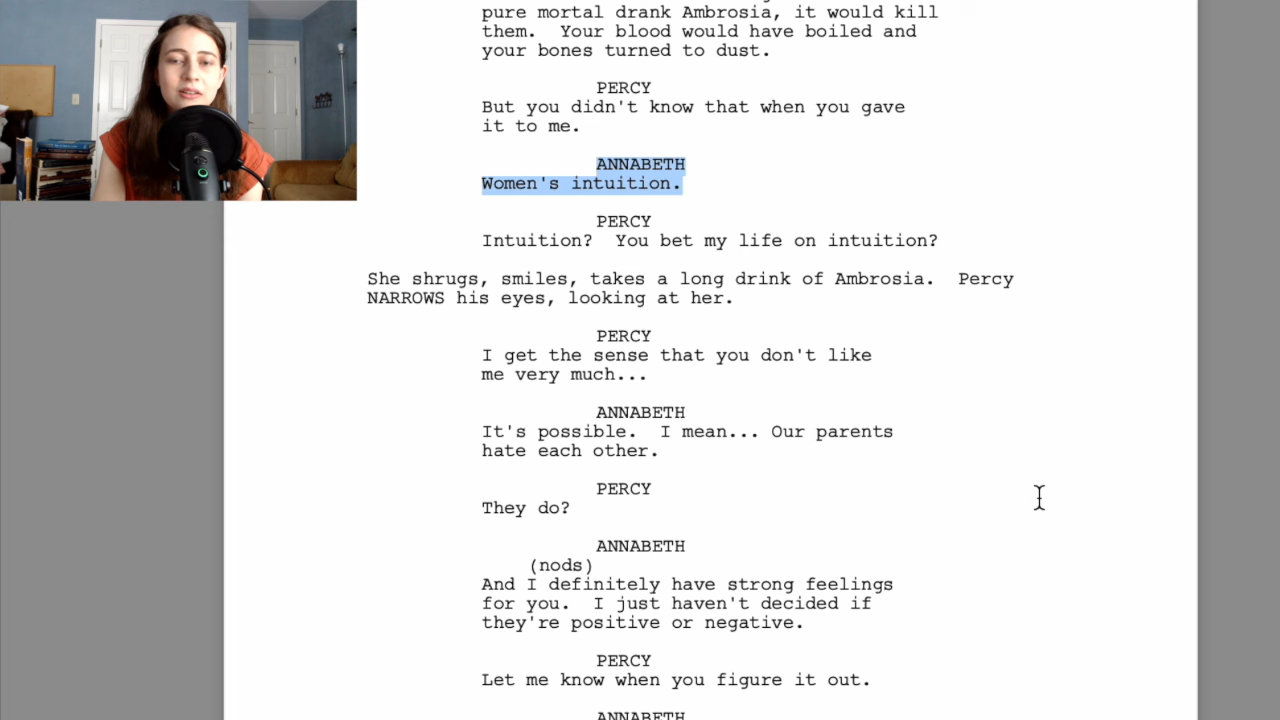 pure mortal drank Ambrosia, it would kill
them.  Your blood would have boiled and
your bones turned to dust.
PERCY
But you didn't know that when you gave
it to me.
ANNABETH
Women's intuition.
PERCY
Intuition?  You bet my life on intuition?
She shrugs, smiles, takes a long drink of Ambrosia.  Percy
NARROWS his eyes, looking at her.
PERCY
I get the sense that you don't like
me very much...
ANNABETH
It's possible.  I mean... Our parents
hate each other.
PERCY
They do?
ANNABETH
(nods)
And I definitely have strong feelings
for you.  I just haven't decided if
they're positive or negative.
PERCY
Let me know when you figure it out.
ANNABETH